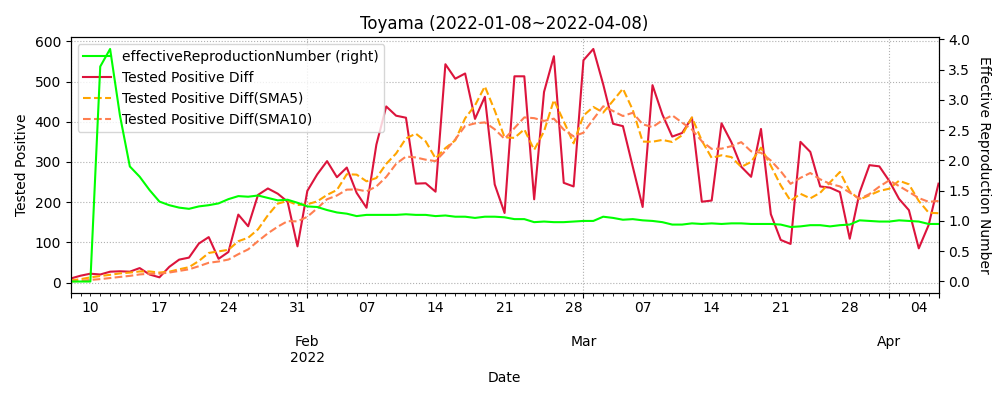 Toyama (2022-01-08~2022-04-08)
effectiveReproductionNumber (right)
Tested Positive Diff
Tested Positive Diff(SMA5)
Tested Positive Diff(SMA10)
Tested Positive
600
500
400
300
200
100
0
4.0
3.5
3.0
2.5
2.0
1.5
1.0
0.5
0.0
Effective Reproduction Number
10 17 24 31 07 14 21 28 07 14 21 28 04
Feb Mar Apr
2022
Date